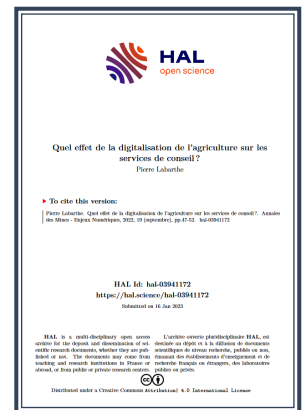 HAL
open science
Quel effet de la digitalisation de l'agriculture sur les
services de conseil ?
Pierre Labarthe
▶ To cite this version:
Pierre Labarthe. Quel effet de la digitalisation de l'agriculture sur les services de conseil ?. Annales
des Mines - Enjeux Numériques, 2022, 19 (septembre), pp.47-52. hal-03941172
HAL Id: hal-03941172
https://hal.science/hal-03941172
Submitted on 16 Jan 2023
HAL is a multi-disciplinary open access
archive for the deposit and dissemination of sci-
entific research documents, whether they are pub-
lished or not. The documents may come from
teaching and research institutions in France or
abroad, or from public or private research centers.
L'archive ouverte pluridisciplinaire HAL, est
destinée au dépôt et à la diffusion de documents
scientifiques de niveau recherche, publiés ou non,
émanant des établissements d'enseignement et de
recherche français ou étrangers, des laboratoires
publics ou privés.
Distributed under a Creative Commons Attribution| 4.0 International License